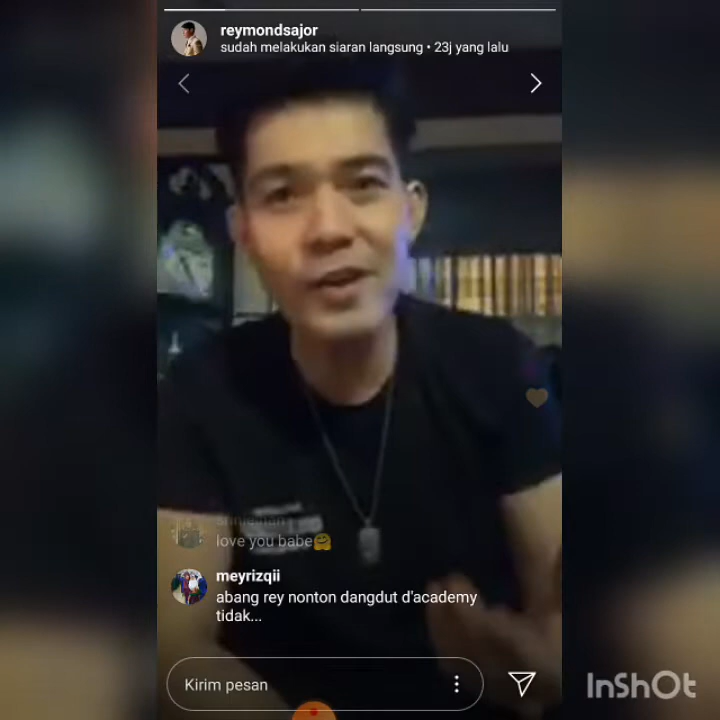 reymondsajor
sudah melakukan siaran langsung • 23j yang lalu
love you babe🤗
meyrizqii
abang rey nonton dangdut d'academy
tidak...
Kirim pesan
InShOt